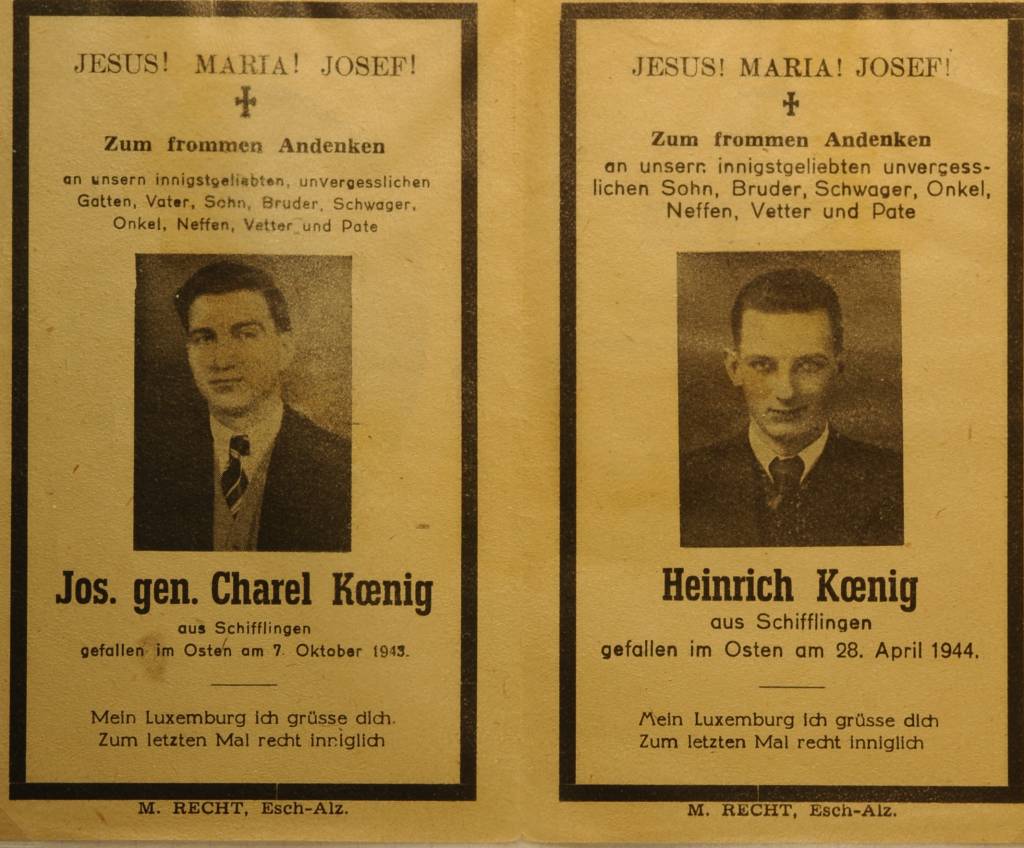 JESUS! MARIA! JOSEF!
Zum frommen Andenken
an unsern innigstgeliebten, unvergesslichen
Gatten, Vater, Sohn, Bruder, Schwager,
Onkel, Neffen, Vetter und Pate
Jos. gen. Charel Kœnig
aus Schifflingen
gefallen im Osten am 7. Oktober 1943.
Mein Luxemburg ich grüsse dich.
Zum letzten Mal recht inniglich
M. RECHT, Esch-Alz.
JESUS! MARIA! JOSEF!
Zum frommen Andenken
an unsern innigstgeliebten unvergess-
lichen Sohn, Bruder, Schwager, Onkel,
Neffen, Vetter und Pate
Heinrich Kœnig
aus Schifflingen
gefallen im Osten am 28. April 1944.
Mein Luxemburg ich grüsse dich
Zum letzten Mal recht inniglich
M. RECHT, Esch-Alz.